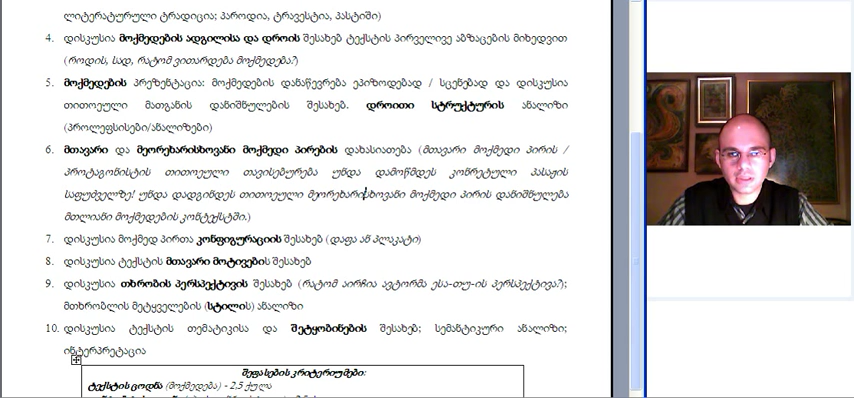 ლიტერატურული ტრადიცია; პაროდია, ტრავესტია, პასტიში)
4. დისკუსია მოქმედების ადგილისა და დროის შესახებ ტექსტის პირველივე აბზაცების მიხედვით
(როდის, სად, რატომ ვითარდება მოქმედება?)
5. მოქმედების პრეზენტაცია: მოქმედების დანაწევრება ეპიზოდებად / სცენებად და დისკუსია
თითოეული მათგანის დანიშნულების შესახებ. დროითი სტრუქტურის ანალიზი
(პროლეფსისები/ანალიზები)
6. მთავარი და მეორეხარისხოვანი მოქმედი პირების დახასიათება (მთავარი მოქმედი პირის /
პროტაგონისტის თითოეული თავისებურება უნდა დამოწმდეს კონრეტული პასაჟის
საფუძველზე! უნდა დადგინდეს თითოეული მეორეხარისხოვანი მოქმედი პირის დანიშნულება
მთლიანი მოქმედების კონტექსტში.)
7. დისკუსია მოქმედ პირთა კონფიგურაციის შესახებ (დაფა ან პლაკატი)
8. დისკუსია ტექსტის მთავარი მოტივების შესახებ
9. დისკუსია თხრობის პერსპექტივის შესახებ (რატომ აირჩია ავტორმა ესა-თუ-ის პერსპექტივა?);
მთხრობლის მეტყველების (სტილის) ანალიზი
10. დისკუსია ტექსტის თემატიკისა და შეტყობინების შესახებ; სემანტიკური ანალიზი;
ინტერპრეტაცია
შეფასების კრიტერიუმები:
ტექსტის ცოდნა (მოქმედება) - 2,5 ქულა